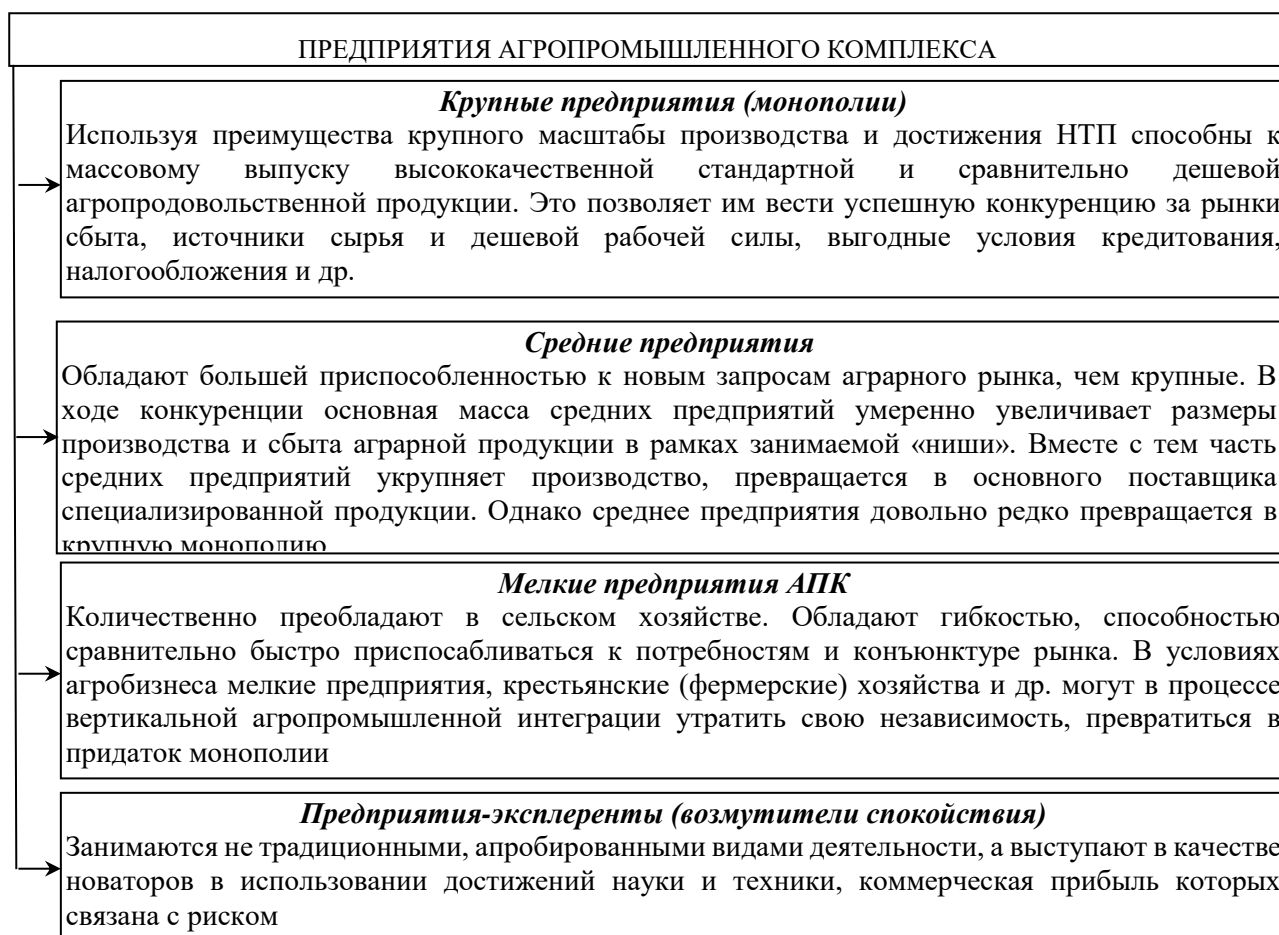 ПРЕДПРИЯТИЯ АГРОПРОМЫШЛЕННОГО КОМПЛЕКСА
Крупные предприятия (монополии)
Используя преимущества крупного масштабы производства и достижения НТП способны к
массовому выпуску высококачественной стандартной и сравнительно дешевой
агропродовольственной продукции. Это позволяет им вести успешную конкуренцию за рынки
сбыта, источники сырья и дешевой рабочей силы, выгодные условия кредитования,
налогообложения и др.
Средние предприятия
Обладают большей приспособленностью к новым запросам аграрного рынка, чем крупные. В
ходе конкуренции основная масса средних предприятий умеренно увеличивает размеры
производства и сбыта аграрной продукции в рамках занимаемой «ниши». Вместе с тем часть
средних предприятий укрупняет производство, превращается в основного поставщика
специализированной продукции. Однако среднее предприятия довольно редко превращается в
крупную монополию
Мелкие предприятия АПК
Количественно преобладают в сельском хозяйстве. Обладают гибкостью, способностью
сравнительно быстро приспосабливаться к потребностям и конъюнктуре рынка. В условиях
агробизнеса мелкие предприятия, крестьянские (фермерские) хозяйства и др. могут в процессе
вертикальной агропромышленной интеграции утратить свою независимость, превратиться в
придаток монополии
Предприятия-эксплеренты (возмутители спокойствия)
Занимаются не традиционными, апробированными видами деятельности, а выступают в качестве
новаторов в использовании достижений науки и техники, коммерческая прибыль которых
связана с риском